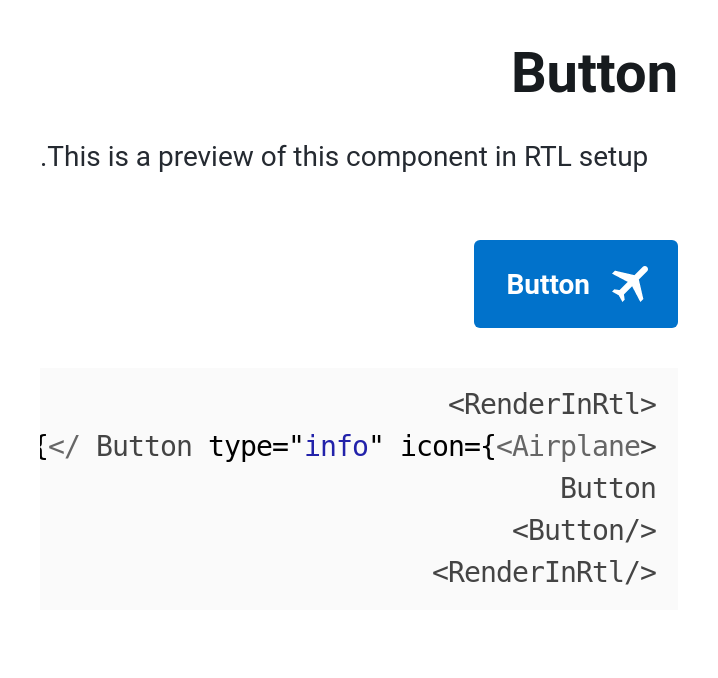 Button
.This is a preview of this component in RTL setup
Button
<RenderInRtl>
{</ Button type="info" icon={<Airplane>
Button
<Button/>
<RenderInRtl/>